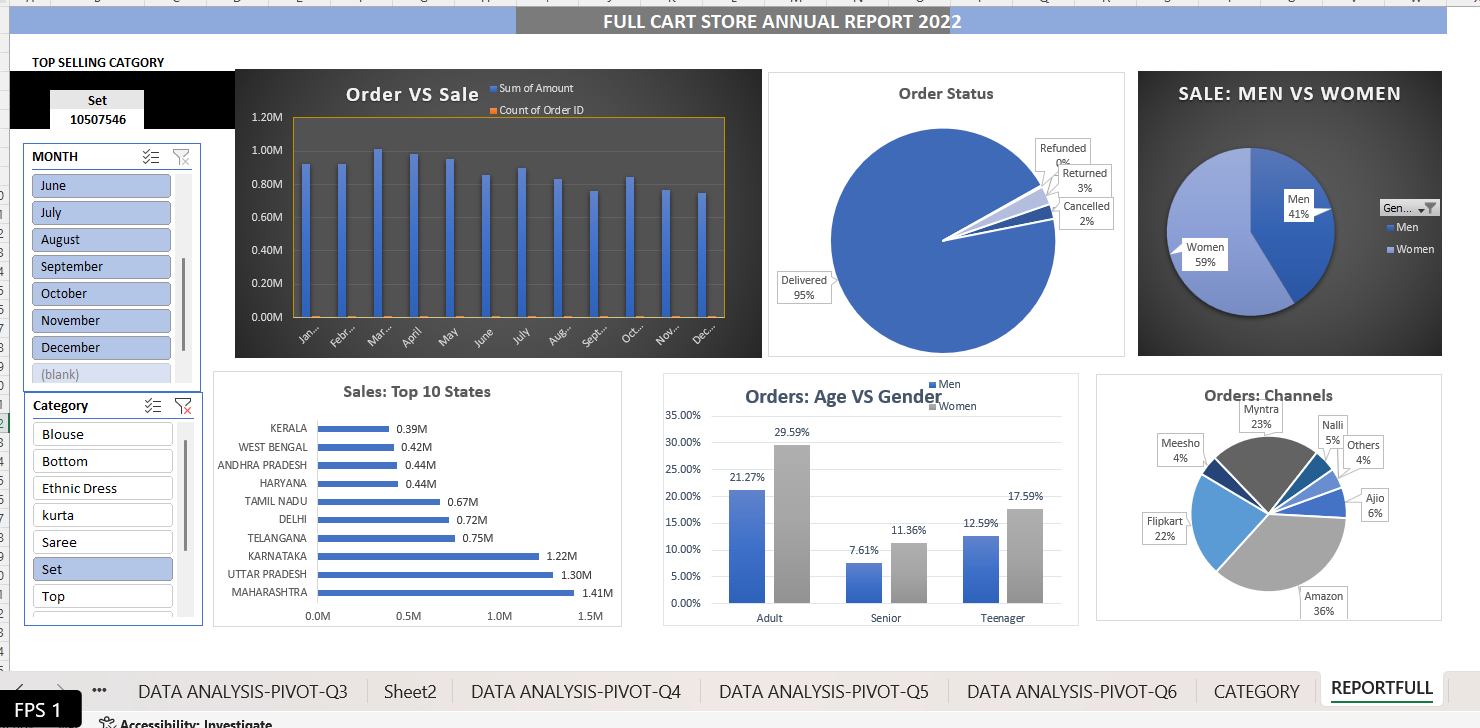 FULL CART STORE ANNUAL REPORT 2022
TOP SELLING CATGORY
Set
10507546
MONTH
June
July
August
September
October
November
December
(blank)
Category
Blouse
Bottom
Ethnic Dress
kurta
Saree
Set
Top
Order VS Sale
Sum of Amount
Count of Order ID
1.20M
1.00M
0.80M
0.60M
0.40M
0.20M
0.00M
Jan...
Febr...
Mar...
April
May
June
July
Aug...
Sept...
Oct...
Nov...
Dec...
Order Status
Refunded
0%
Returned
3%
Cancelled
2%
Delivered
95%
SALE: MEN VS WOMEN
Men
41%
Women
59%
Gen...
Men
Women
Sales: Top 10 States
KERALA 0.39M
WEST BENGAL 0.42M
ANDHRA PRADESH 0.44M
HARYANA 0.44M
TAMIL NADU 0.67M
DELHI 0.72M
TELANGANA 0.75M
KARNATAKA 1.22M
UTTAR PRADESH 1.30M
MAHARASHTRA 1.41M
0.0M 0.5M 1.0M 1.5M
Orders: Age VS Gender
Men
Women
35.00%
30.00%
25.00%
20.00%
15.00%
10.00%
5.00%
0.00%
21.27%
29.59%
7.61%
11.36%
12.59%
17.59%
Adult Senior Teenager
Orders: Channels
Myntra
23%
Nalli
5%
Others
4%
Meesho
4%
Ajio
6%
Flipkart
22%
Amazon
36%
... DATA ANALYSIS-PIVOT-Q3 Sheet2 DATA ANALYSIS-PIVOT-Q4 DATA ANALYSIS-PIVOT-Q5 DATA ANALYSIS-PIVOT-Q6 CATEGORY REPORTFULL
FPS 1
Accessibility: Investigate